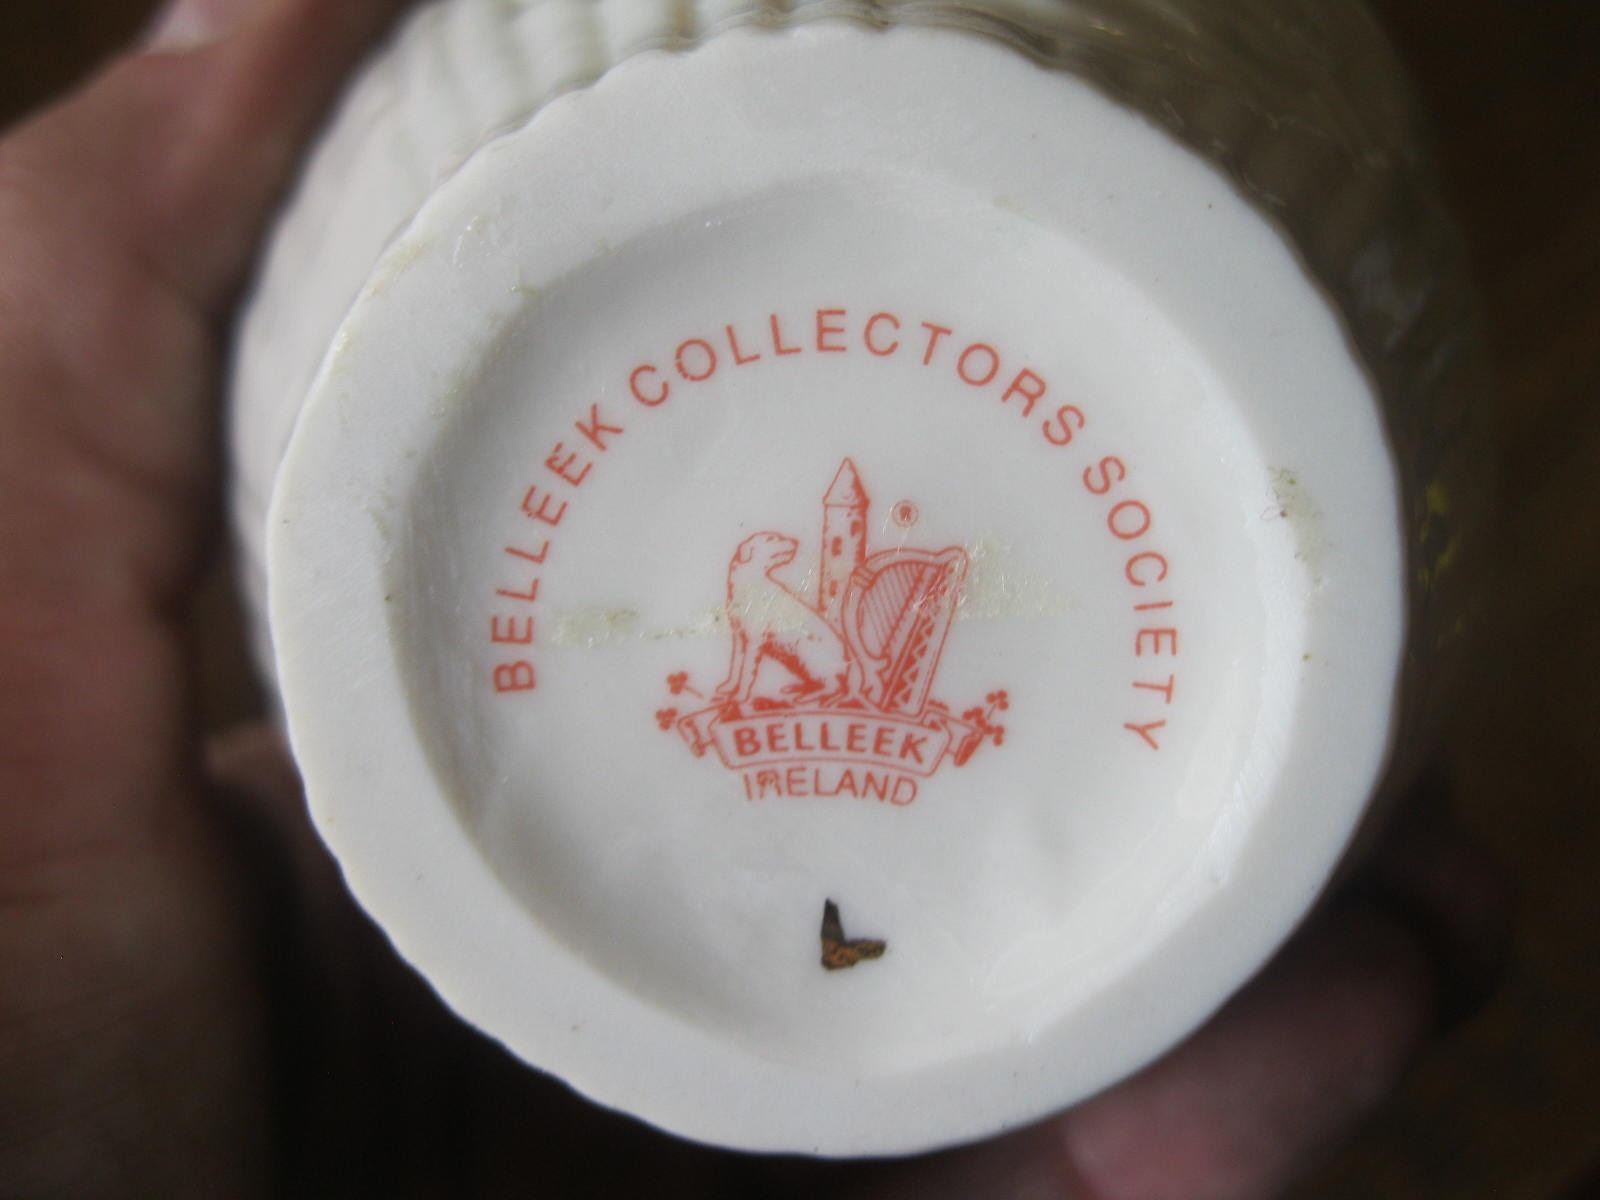 BELLEEK COLLECTORS SOCIETY
®
BELLEEK
IRELAND